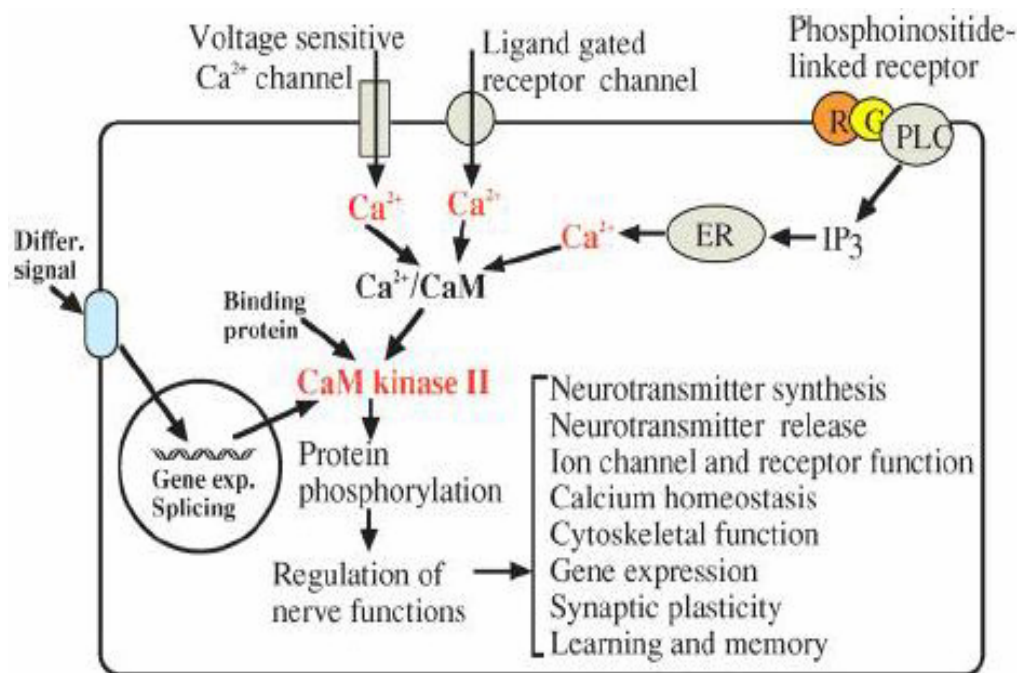 Voltage sensitive
Ca²⁺ channel
Ligand gated
receptor channel
Phosphoinositide-
linked receptor
R
G
PLC
Ca²⁺
Ca²⁺
Ca²⁺
ER
IP₃
Differ.
signal
Ca²⁺/CaM
Binding
protein
CaM kinase II
Gene exp.
Splicing
Protein
phosphorylation
Regulation of
nerve functions
Neurotransmitter synthesis
Neurotransmitter release
Ion channel and receptor function
Calcium homeostasis
Cytoskeletal function
Gene expression
Synaptic plasticity
Learning and memory